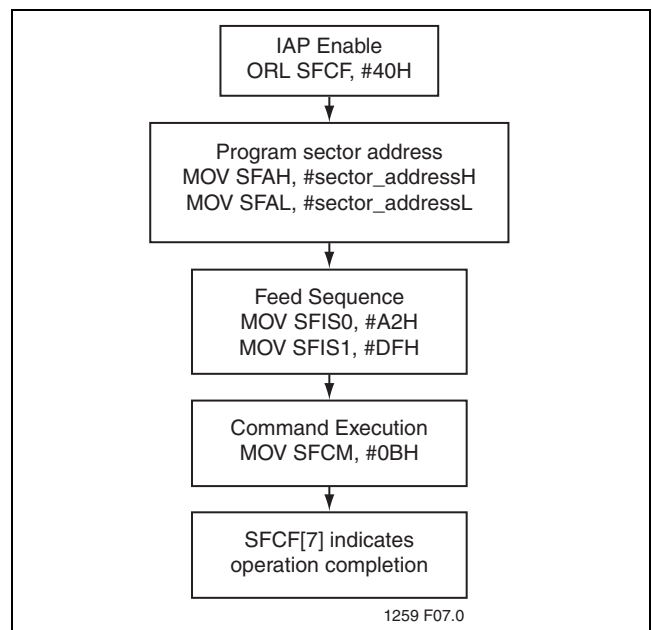 IAP Enable
ORL SFCF, #40H
Program sector address
MOV SFAH, #sector_addressH
MOV SFAL, #sector_addressL
Feed Sequence
MOV SFIS0, #A2H
MOV SFIS1, #DFH
Command Execution
MOV SFCM, #0BH
SFCF[7] indicates
operation completion
1259 F07.0